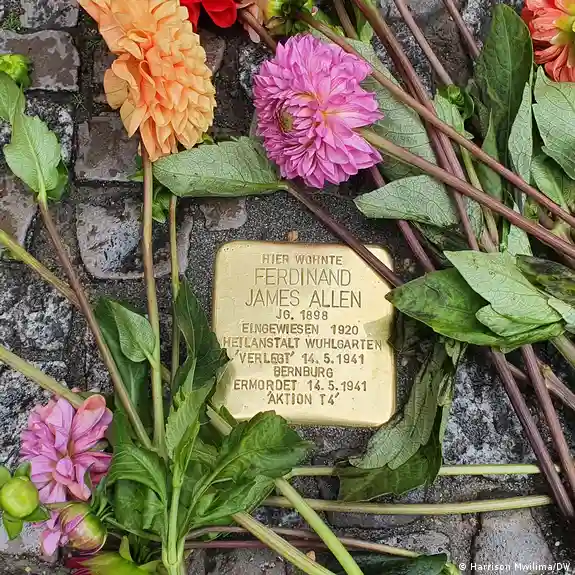 HIER WOHNTE
FERDINAND
JAMES ALLEN
JG. 1898
EINGEWIESEN 1920
HEILANSTALT WUHLGARTEN
'VERLEGT' 14.5.1941
BERNBURG
ERMORDET 14.5.1941
'AKTION T4'
© Harrison Mwilima/DW